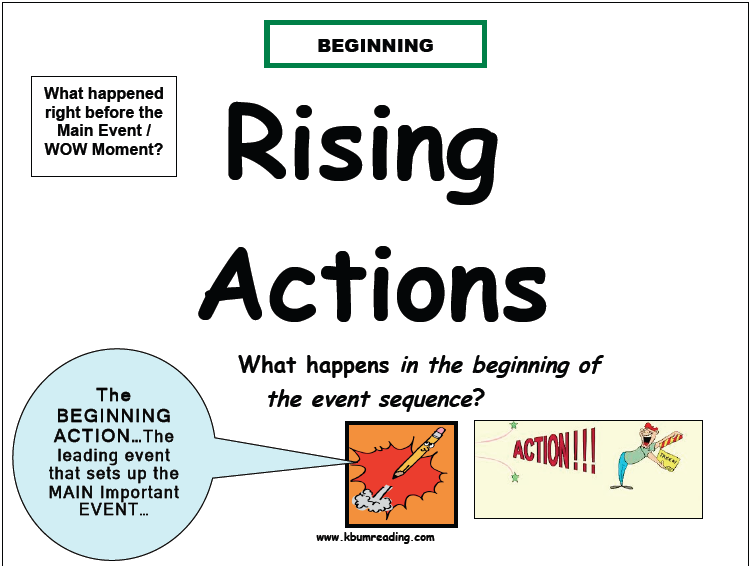 BEGINNING
What happened
right before the
Main Event /
WOW Moment?
Rising
Actions
What happens in the beginning of
the event sequence?
The
BEGINNING
ACTION…The
leading event
that sets up the
MAIN Important
EVENT…
ACTION!!!
www.kbumreading.com